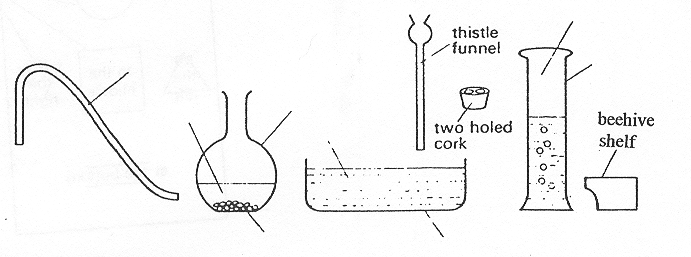 thistle
funnel
two holed
cork
beehive
shelf